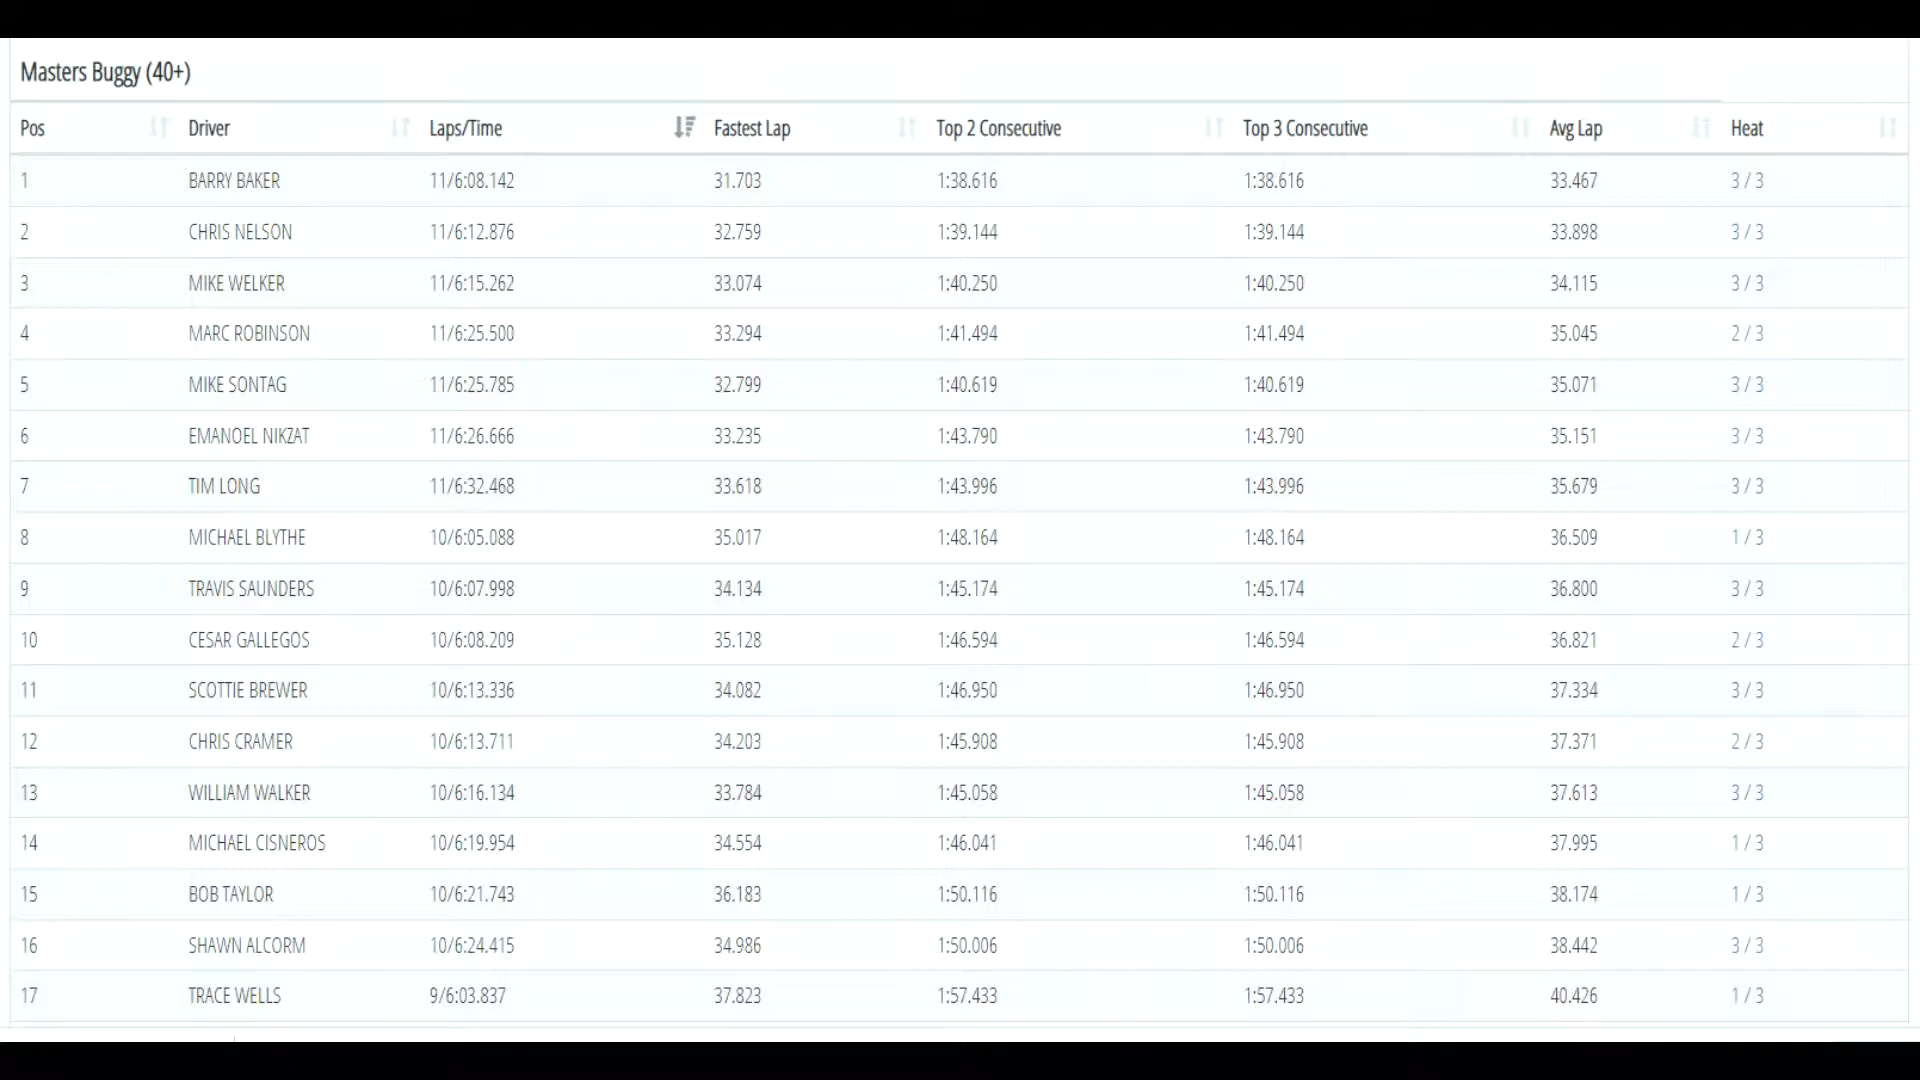 Masters Buggy (40+)
Pos Driver Laps/Time Fastest Lap Top 2 Consecutive Top 3 Consecutive Avg Lap Heat
1 BARRY BAKER 11/6:08.142 31.703 1:38.616 1:38.616 33.467 3 / 3
2 CHRIS NELSON 11/6:12.876 32.759 1:39.144 1:39.144 33.898 3 / 3
3 MIKE WELKER 11/6:15.262 33.074 1:40.250 1:40.250 34.115 3 / 3
4 MARC ROBINSON 11/6:25.500 33.294 1:41.494 1:41.494 35.045 2 / 3
5 MIKE SONTAG 11/6:25.785 32.799 1:40.619 1:40.619 35.071 3 / 3
6 EMANOEL NIKZAT 11/6:26.666 33.235 1:43.790 1:43.790 35.151 3 / 3
7 TIM LONG 11/6:32.468 33.618 1:43.996 1:43.996 35.679 3 / 3
8 MICHAEL BLYTHE 10/6:05.088 35.017 1:48.164 1:48.164 36.509 1 / 3
9 TRAVIS SAUNDERS 10/6:07.998 34.134 1:45.174 1:45.174 36.800 3 / 3
10 CESAR GALLEGOS 10/6:08.209 35.128 1:46.594 1:46.594 36.821 2 / 3
11 SCOTTIE BREWER 10/6:13.336 34.082 1:46.950 1:46.950 37.334 3 / 3
12 CHRIS CRAMER 10/6:13.711 34.203 1:45.908 1:45.908 37.371 2 / 3
13 WILLIAM WALKER 10/6:16.134 33.784 1:45.058 1:45.058 37.613 3 / 3
14 MICHAEL CISNEROS 10/6:19.954 34.554 1:46.041 1:46.041 37.995 1 / 3
15 BOB TAYLOR 10/6:21.743 36.183 1:50.116 1:50.116 38.174 1 / 3
16 SHAWN ALCORM 10/6:24.415 34.986 1:50.006 1:50.006 38.442 3 / 3
17 TRACE WELLS 9/6:03.837 37.823 1:57.433 1:57.433 40.426 1 / 3